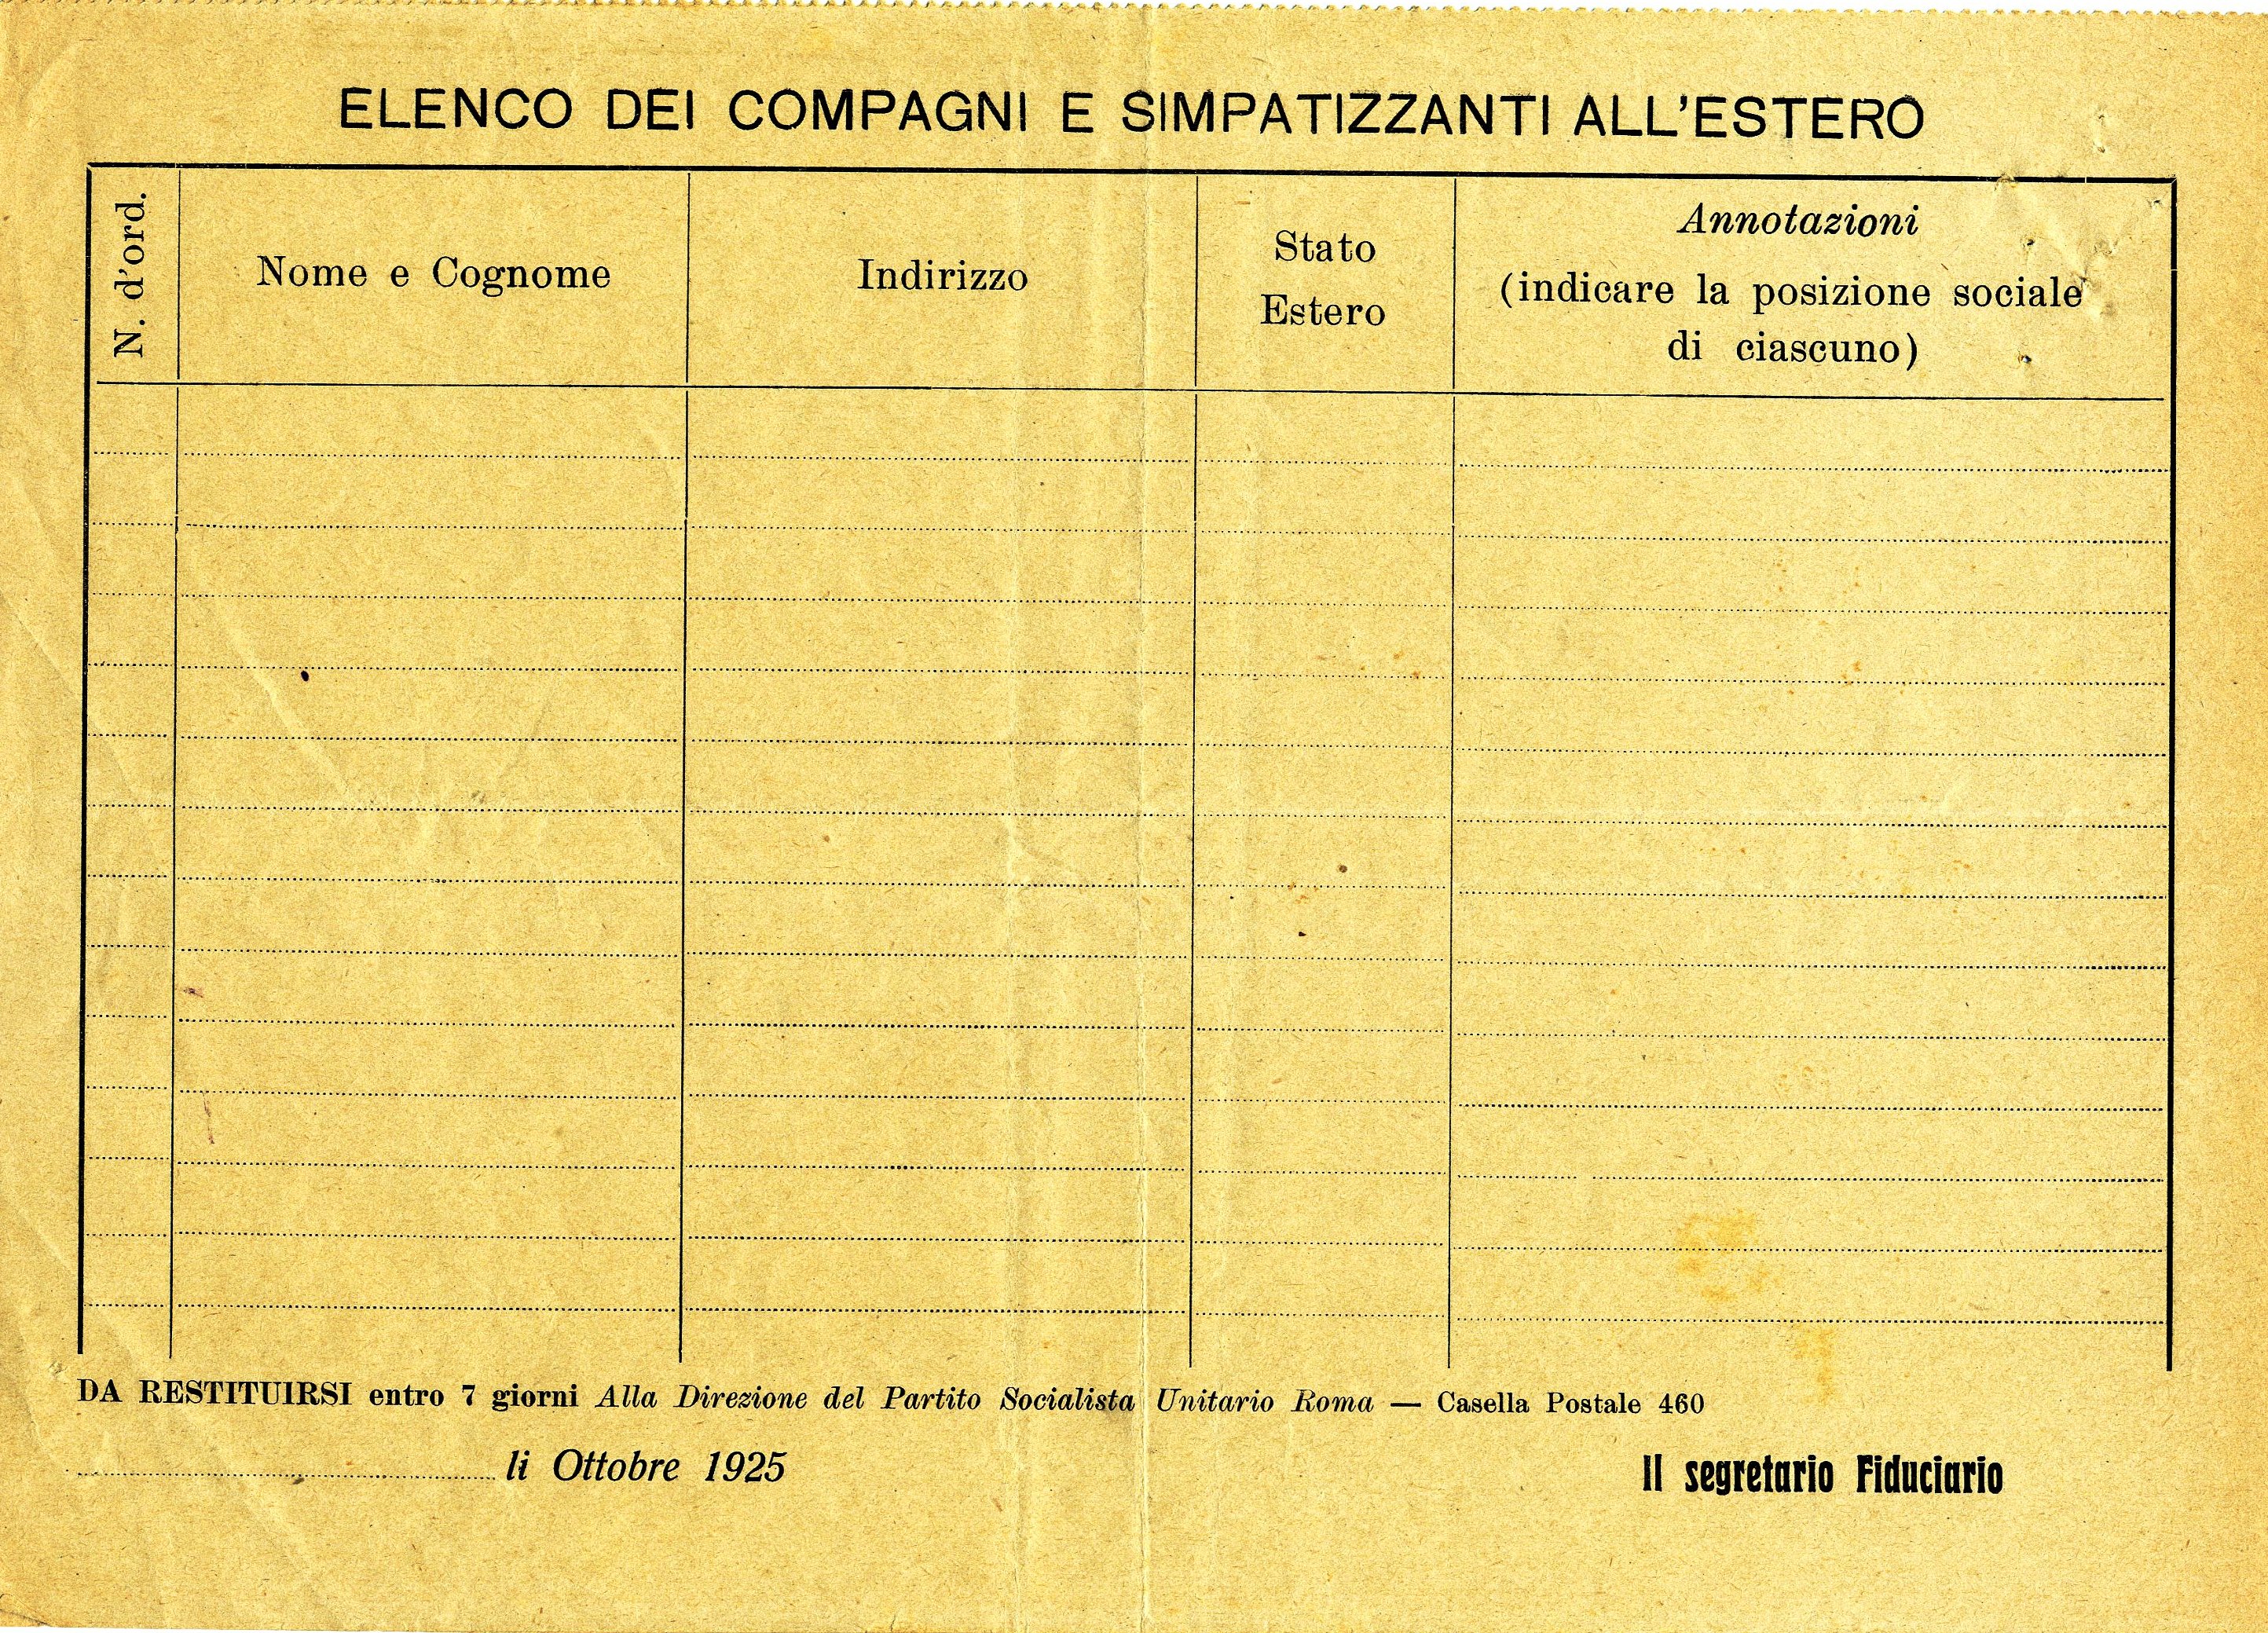 ELENCO DEI COMPAGNI E SIMPATIZZANTI ALL'ESTERO
N. d'ord.
Nome e Cognome
Indirizzo
Stato
Estero
Annotazioni
(indicare la posizione sociale
di ciascuno)
DA RESTITUIRSI entro 7 giorni Alla Direzione del Partito Socialista Unitario Roma — Casella Postale 460
li Ottobre 1925
Il segretario Fiduciario